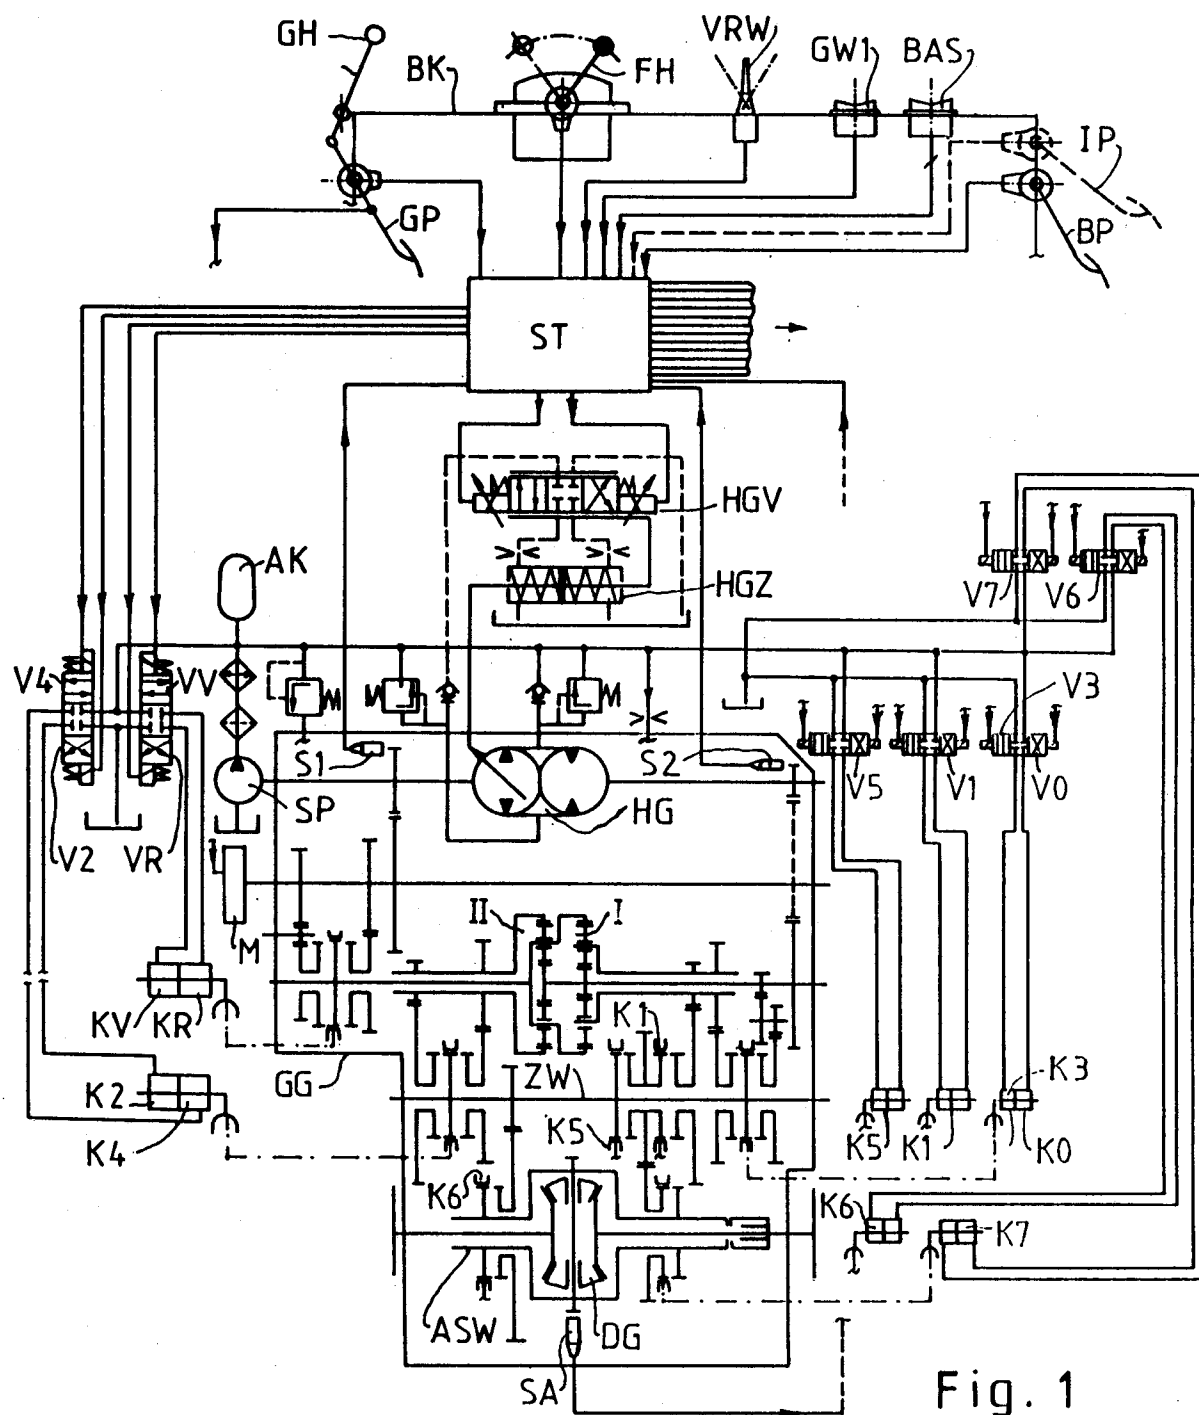 GH
BK
FH
VRW
GW1
BAS
IP
GP
BP
ST
HGV
AK
HGZ
V7
V6
V4
VV
V3
S1
S2
SP
HG
V5
V1
V0
V2
VR
M
II
I
KV
KR
K1
GG
ZW
K2
K5
K3
K4
K5
K1
K0
K6
K6
K7
ASW
DG
SA
Fig. 1